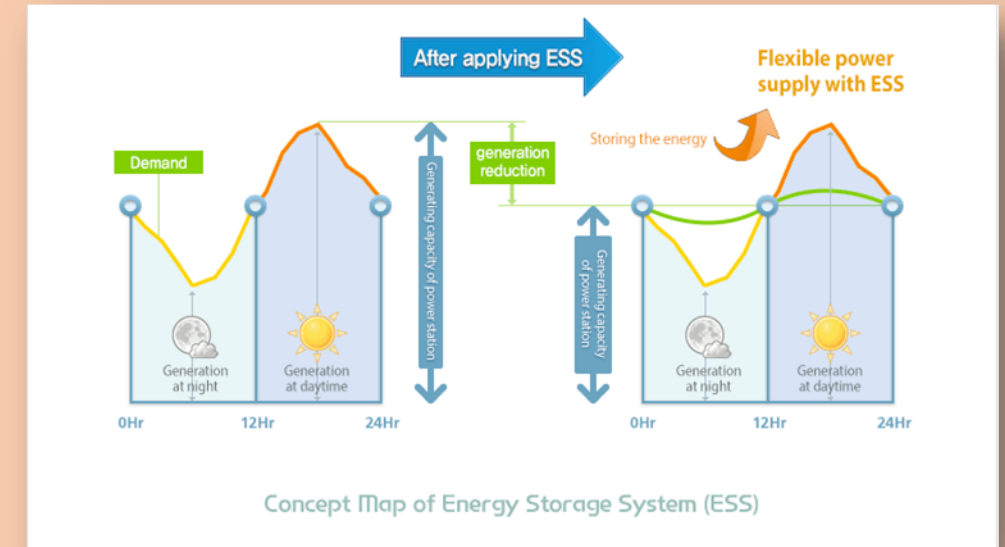 After applying ESS
Flexible power
supply with ESS
Demand
Generating capacity of power station
generation
reduction
Storing the energy
Generating capacity
of power station
Generation
at night
Generation
at daytime
Generation
at night
Generation
at daytime
0Hr
12Hr
24Hr
0Hr
12Hr
24Hr
Concept Map of Energy Storage System (ESS)